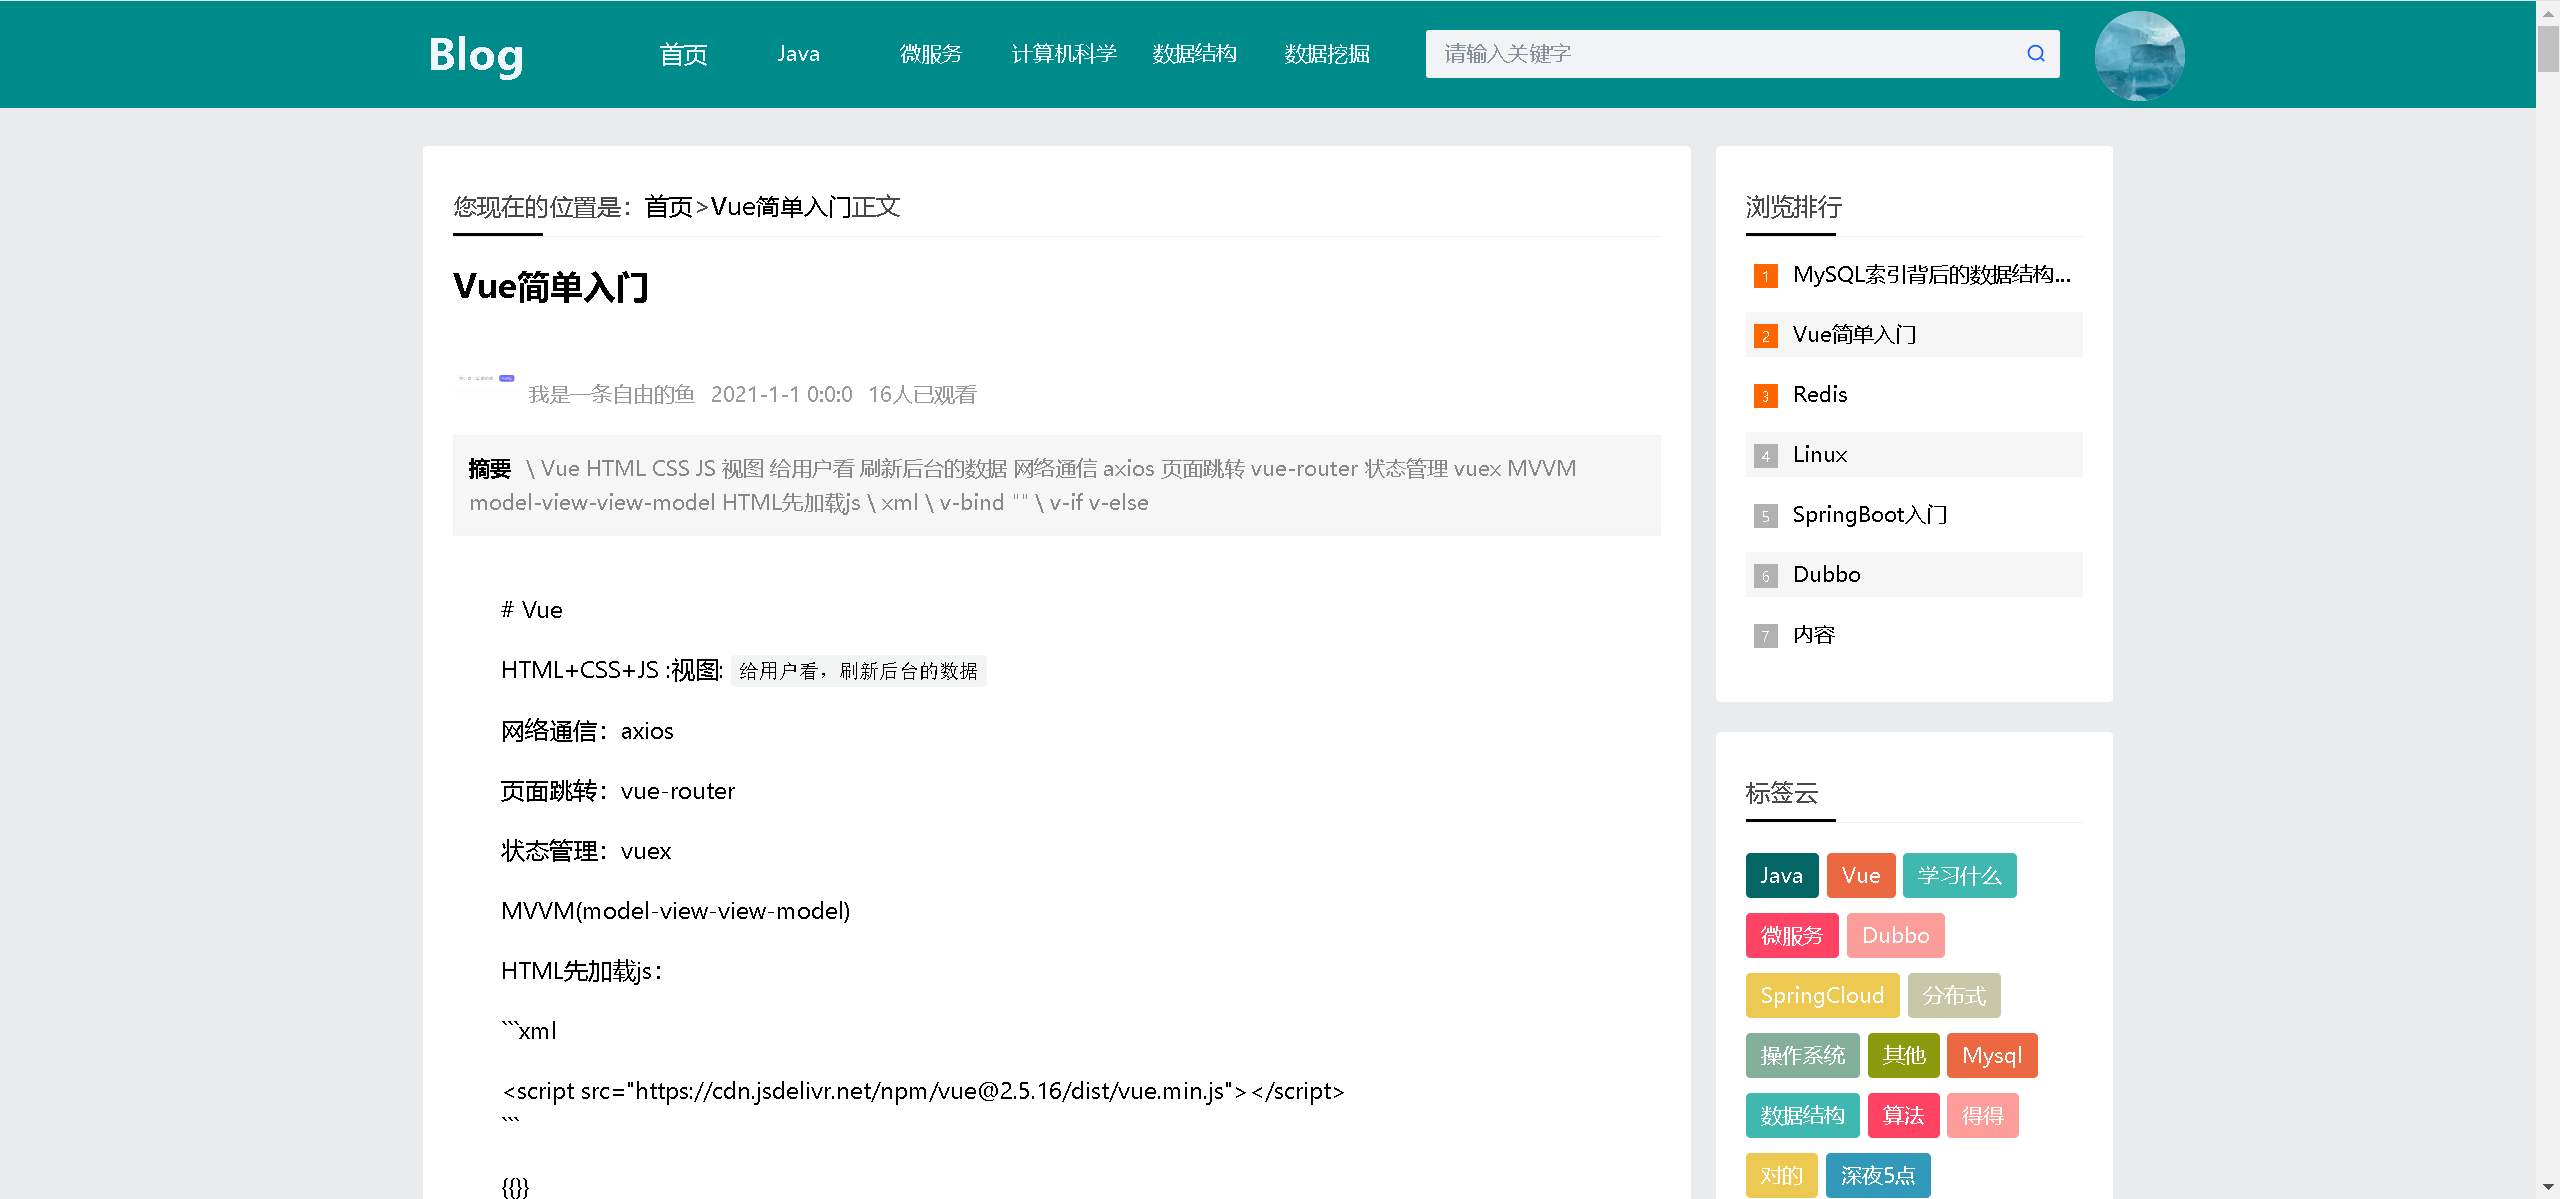 Blog 首页 Java 微服务 计算机科学 数据结构 数据挖掘 请输入关键字
您现在的位置是：首页>Vue简单入门正文
Vue简单入门
我是一条自由的鱼 2021-1-1 0:0:0 16人已观看
摘要 \ Vue HTML CSS JS 视图 给用户看 刷新后台的数据 网络通信 axios 页面跳转 vue-router 状态管理 vuex MVVM
model-view-view-model HTML先加载js \ xml \ v-bind "" \ v-if v-else
# Vue
HTML+CSS+JS :视图: 给用户看，刷新后台的数据
网络通信：axios
页面跳转：vue-router
状态管理：vuex
MVVM(model-view-view-model)
HTML先加载js：
```xml
<script src="https://cdn.jsdelivr.net/npm/vue@2.5.16/dist/vue.min.js"></script>
```
{{}}
浏览排行
1 MySQL索引背后的数据结构...
2 Vue简单入门
3 Redis
4 Linux
5 SpringBoot入门
6 Dubbo
7 内容
标签云
Java Vue 学习什么
微服务 Dubbo
SpringCloud 分布式
操作系统 其他 Mysql
数据结构 算法 得得
对的 深夜5点